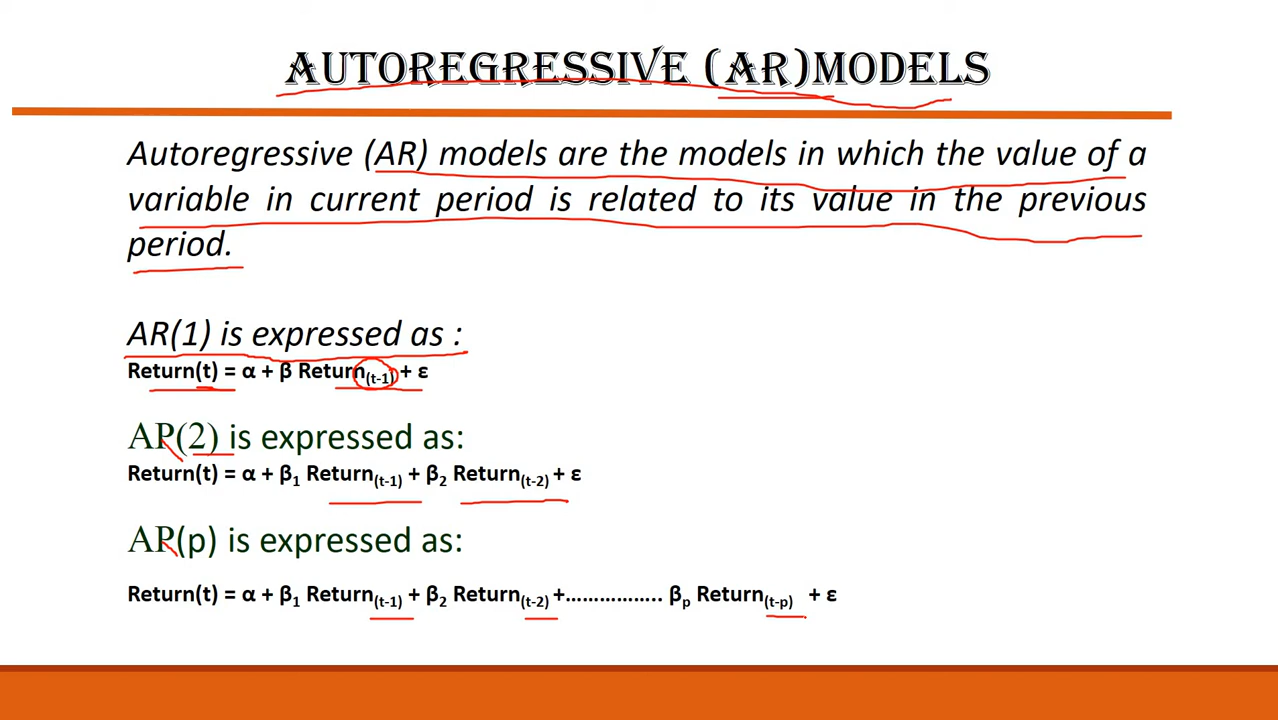 AUTOREGRESSIVE (AR)MODELS
Autoregressive (AR) models are the models in which the value of a
variable in current period is related to its value in the previous
period.
AR(1) is expressed as :
Return(t) = α + β Return(t-1) + ε
AP(2) is expressed as:
Return(t) = α + β1 Return(t-1) + β2 Return(t-2) + ε
AP(p) is expressed as:
Return(t) = α + β1 Return(t-1) + β2 Return(t-2) +................. βp Return(t-p) + ε